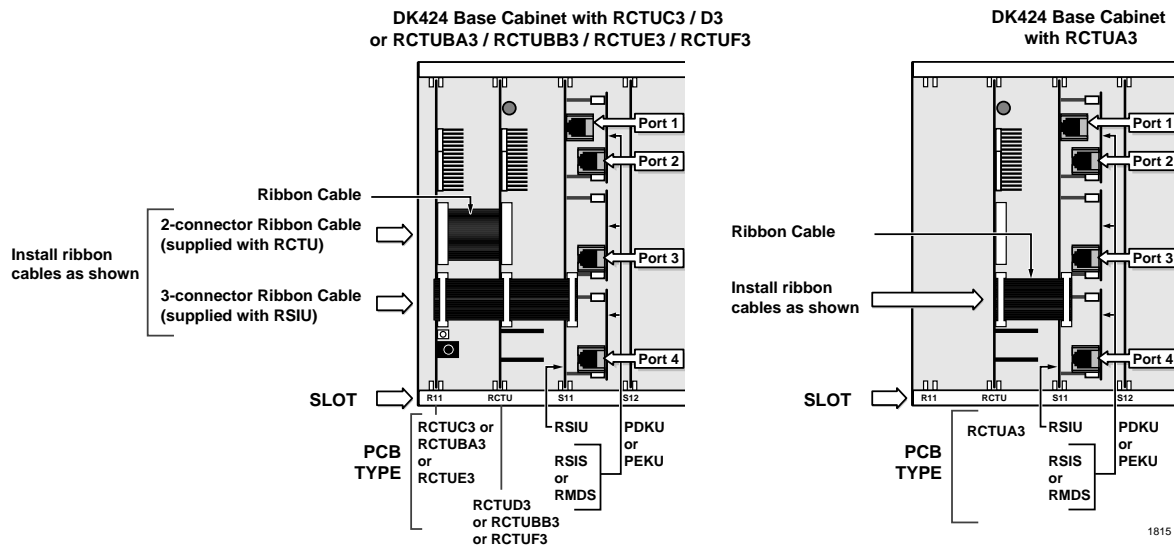 DK424 Base Cabinet with RCTUC3 / D3
or RCTUBA3 / RCTUBB3 / RCTUE3 / RCTUF3
Port 1
Port 2
Ribbon Cable
2-connector Ribbon Cable
(supplied with RCTU)
Install ribbon
cables as shown
Port 3
3-connector Ribbon Cable
(supplied with RSIU)
Port 4
SLOT
R11
RCTU
S11
S12
PCB
TYPE
RCTUC3 or
RCTUBA3
or
RCTUE3
RCTUD3
or RCTUBB3
or RCTUF3
RSIU
RSIS
or
RMDS
PDKU
or
PEKU
DK424 Base Cabinet
with RCTUA3
Port 1
Port 2
Ribbon Cable
Port 3
Install ribbon
cables as shown
Port 4
SLOT
R11
RCTU
S11
S12
PCB
TYPE
RCTUA3
RSIU
RSIS
or
RMDS
PDKU
or
PEKU
1815